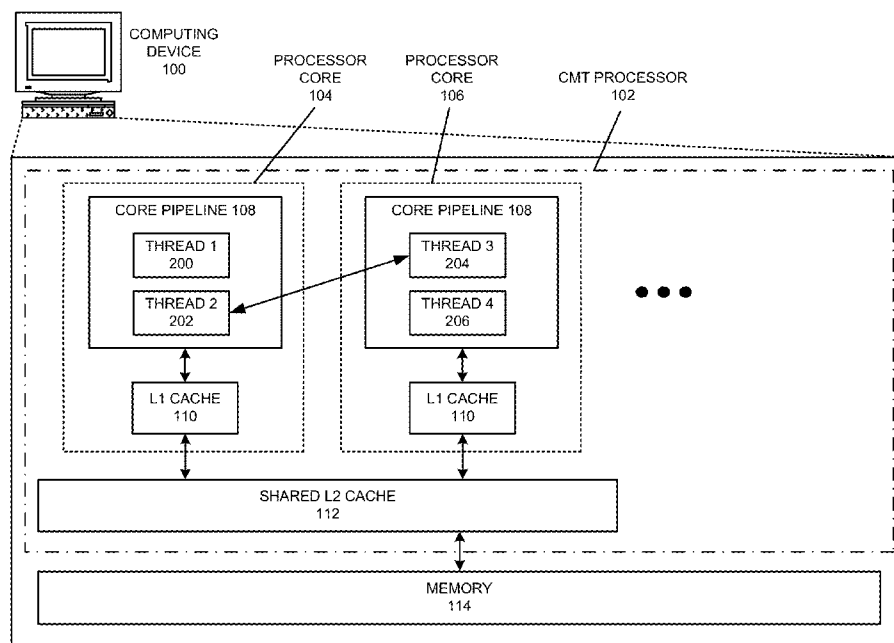 COMPUTING
DEVICE
100
PROCESSOR
CORE
104
PROCESSOR
CORE
106
CMT PROCESSOR
102
CORE PIPELINE 108
THREAD 1
200
THREAD 2
202
CORE PIPELINE 108
THREAD 3
204
THREAD 4
206
L1 CACHE
110
L1 CACHE
110
SHARED L2 CACHE
112
MEMORY
114